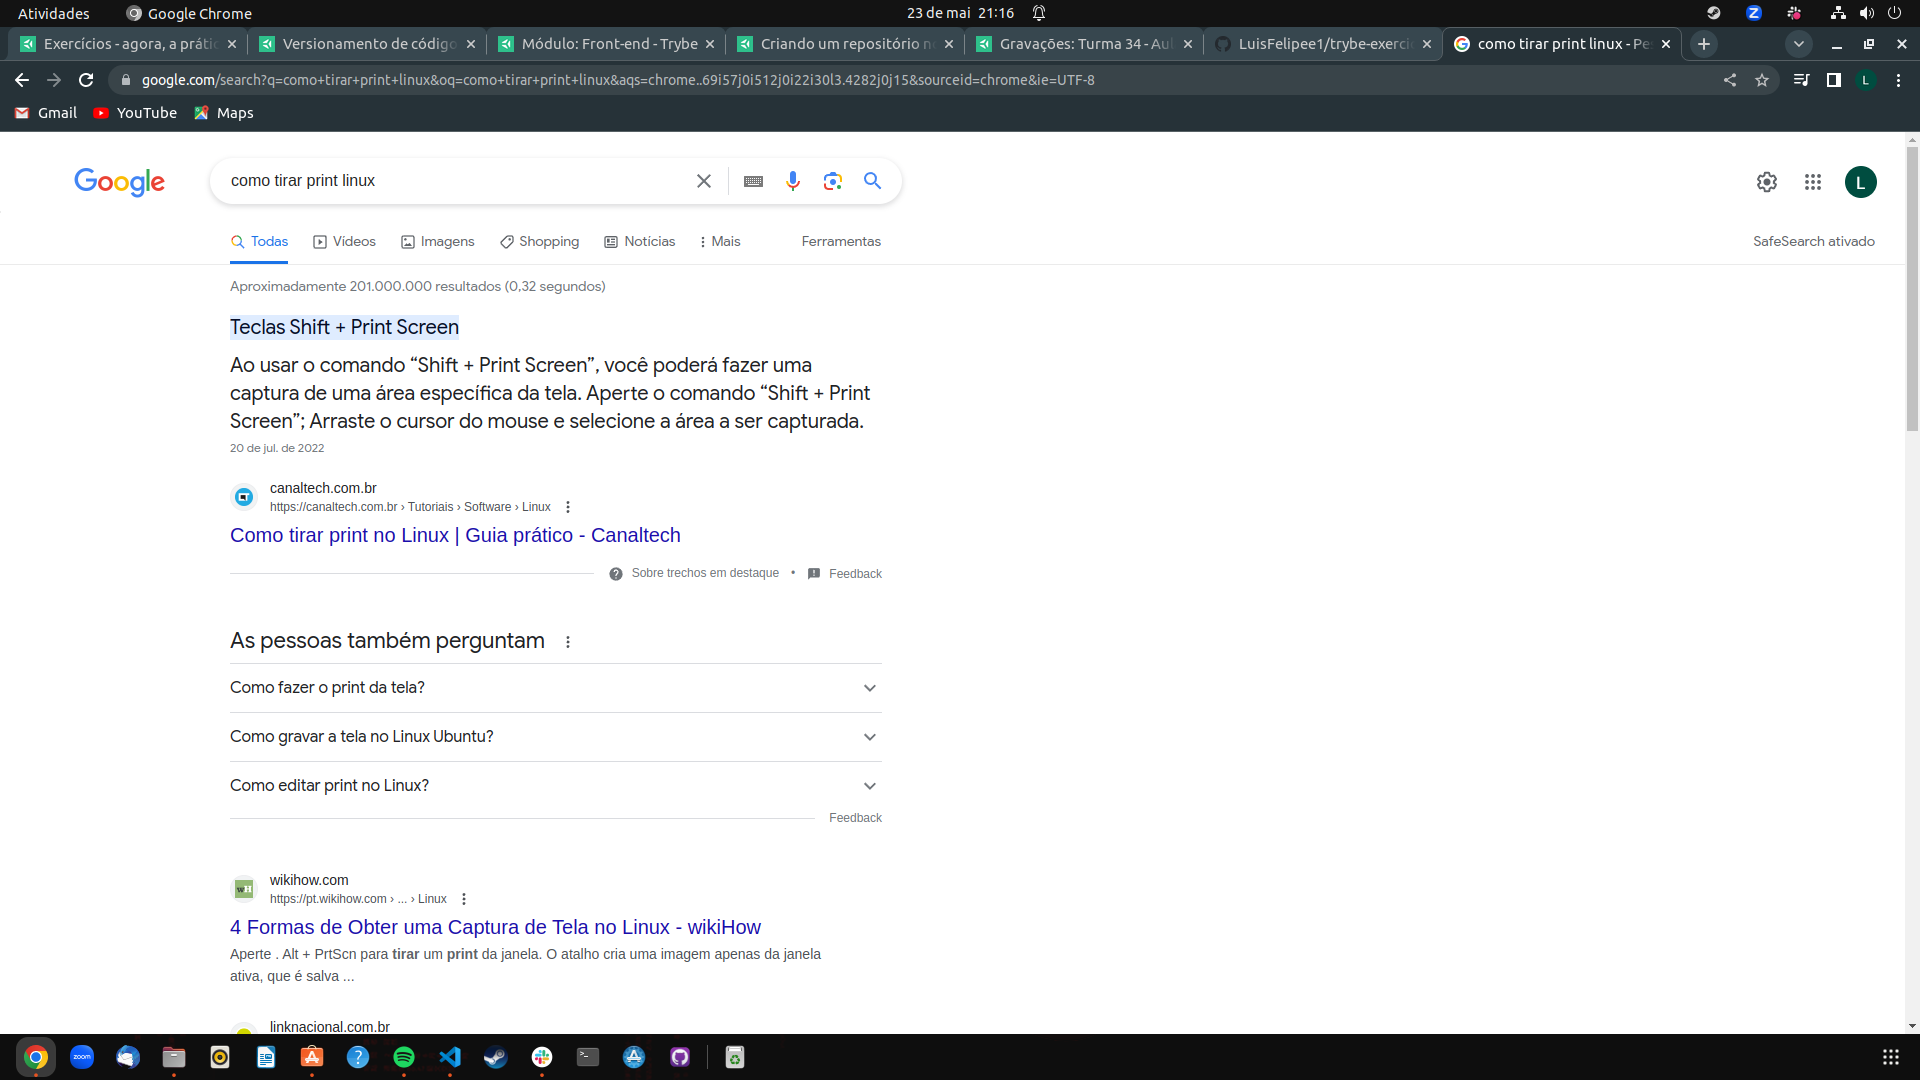 Atividades
Google Chrome
23 de mai 21:16
Exercícios - agora, a prátic
Versionamento de código
Módulo: Front-end - Trybe
Criando um repositório n
Gravações: Turma 34 - Aul
LuisFelipee1/trybe-exerci
como tirar print linux - Pe
google.com/search?q=como+tirar+print+linux&oq=como+tirar+print+linux&aqs=chrome..69i57j0i512j0i22i30l3.4282j0j15&sourceid=chrome&ie=UTF-8
L
Gmail
YouTube
Maps
Google
como tirar print linux
L
Todas
Vídeos
Imagens
Shopping
Notícias
Mais
Ferramentas
SafeSearch ativado
Aproximadamente 201.000.000 resultados (0,32 segundos)
Teclas Shift + Print Screen
Ao usar o comando “Shift + Print Screen”, você poderá fazer uma
captura de uma área específica da tela. Aperte o comando “Shift + Print
Screen”; Arraste o cursor do mouse e selecione a área a ser capturada.
20 de jul. de 2022
canaltech.com.br
https://canaltech.com.br › Tutoriais › Software › Linux
Como tirar print no Linux | Guia prático - Canaltech
Sobre trechos em destaque • Feedback
As pessoas também perguntam
Como fazer o print da tela?
Como gravar a tela no Linux Ubuntu?
Como editar print no Linux?
Feedback
wH
wikihow.com
https://pt.wikihow.com › ... › Linux
4 Formas de Obter uma Captura de Tela no Linux - wikiHow
Aperte . Alt + PrtScn para tirar um print da janela. O atalho cria uma imagem apenas da janela
ativa, que é salva ...
linknacional.com.br
zoom